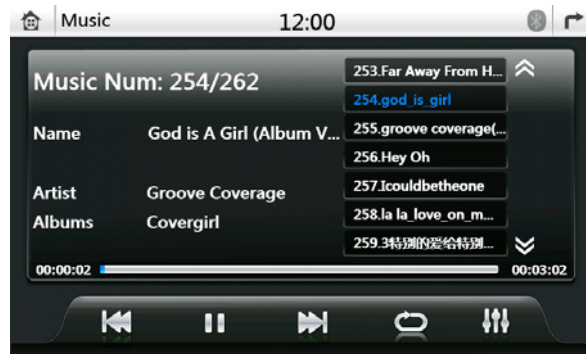 Music
12:00
Music Num: 254/262
Name God is A Girl (Album V...
Artist Groove Coverage
Albums Covergirl
253.Far Away From H...
254.god_is_girl
255.groove coverage(...
256.Hey Oh
257.Icouldbetheone
258.la la_love_on_m...
259.3特别的爱给特别...
00:00:02
00:03:02